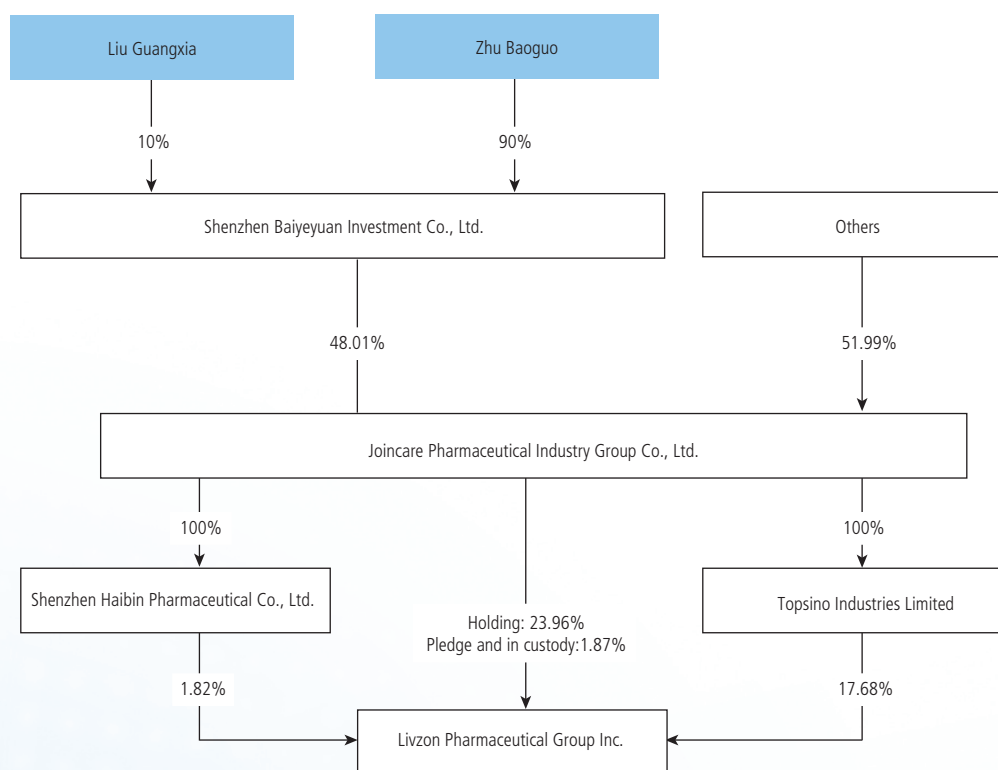 Liu Guangxia
Zhu Baoguo
10%
90%
Shenzhen Baiyeyuan Investment Co., Ltd.
Others
48.01%
51.99%
Joincare Pharmaceutical Industry Group Co., Ltd.
100%
100%
Shenzhen Haibin Pharmaceutical Co., Ltd.
Topsino Industries Limited
Holding: 23.96%
Pledge and in custody:1.87%
1.82%
17.68%
Livzon Pharmaceutical Group Inc.